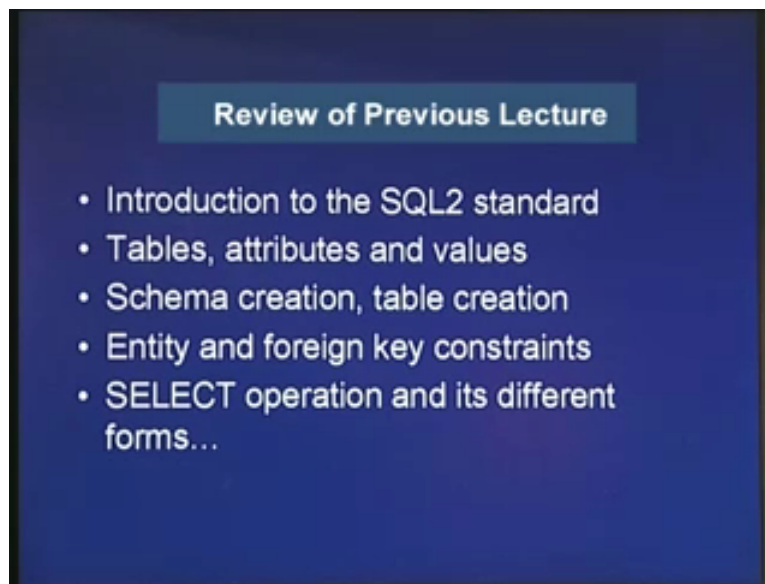 Review of Previous Lecture
• Introduction to the SQL2 standard
• Tables, attributes and values
• Schema creation, table creation
• Entity and foreign key constraints
• SELECT operation and its different
forms...